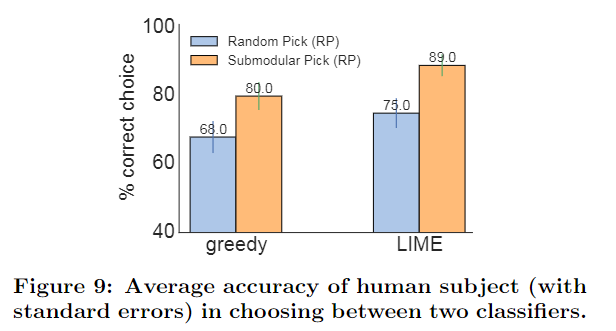 100
80
60
40
% correct choice
Random Pick (RP)
Submodular Pick (RP)
68.0
80.0
75.0
89.0
greedy
LIME
Figure 9: Average accuracy of human subject (with
standard errors) in choosing between two classifiers.